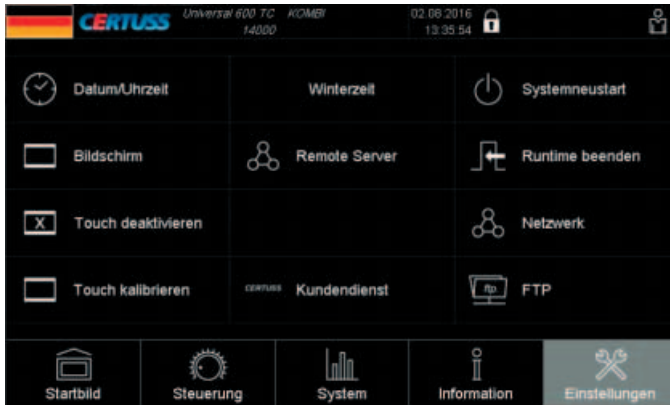 CERTUSS
Universal 600 TC KOMBI
14000
02.08.2016
13:35:54
Datum/Uhrzeit
Winterzeit
Systemneustart
Bildschirm
Remote Server
Runtime beenden
X
Touch deaktivieren
Netzwerk
Touch kalibrieren
CERTUSS
Kundendienst
ftp
FTP
Startbild
Steuerung
System
Information
Einstellungen